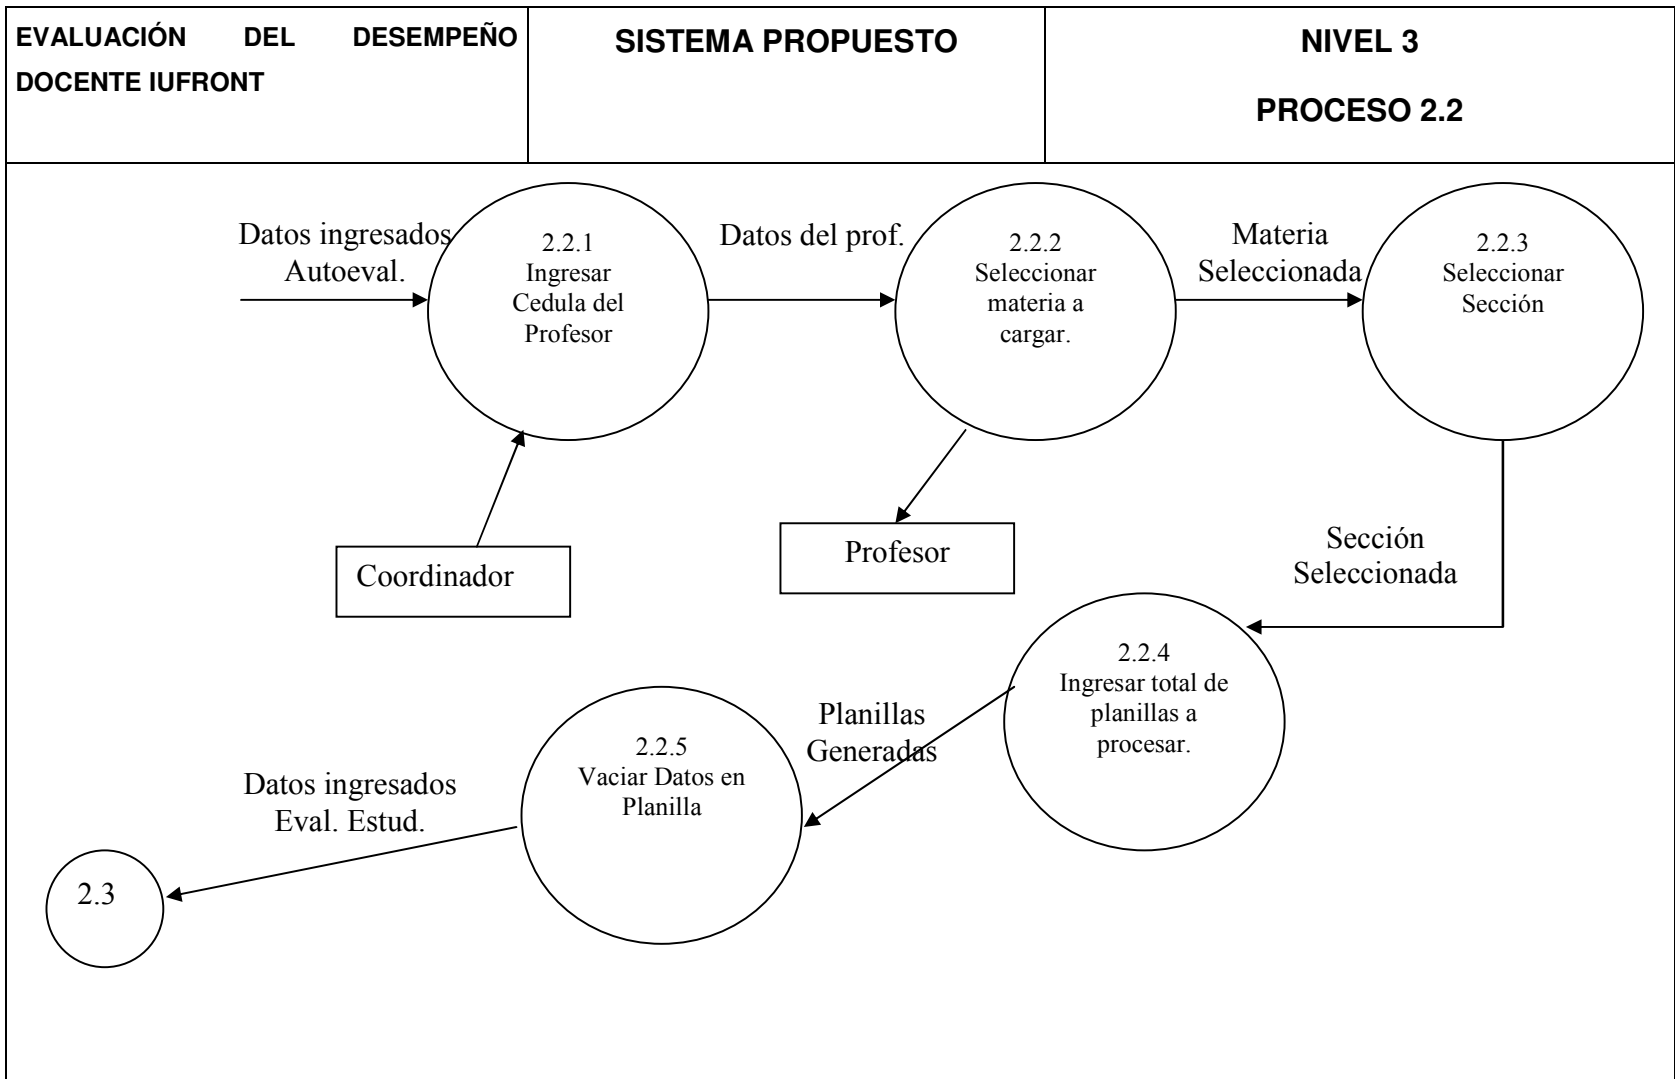 EVALUACIÓN DEL DESEMPEÑO
DOCENTE IUFRONT
SISTEMA PROPUESTO
NIVEL 3
PROCESO 2.2
Datos ingresados
Autoeval.
2.2.1
Ingresar
Cedula del
Profesor
Datos del prof.
2.2.2
Seleccionar
materia a
cargar.
Materia
Seleccionada
2.2.3
Seleccionar
Sección
Coordinador
Profesor
Sección
Seleccionada
2.2.4
Ingresar total de
planillas a
procesar.
Planillas
Generadas
2.2.5
Vaciar Datos en
Planilla
Datos ingresados
Eval. Estud.
2.3